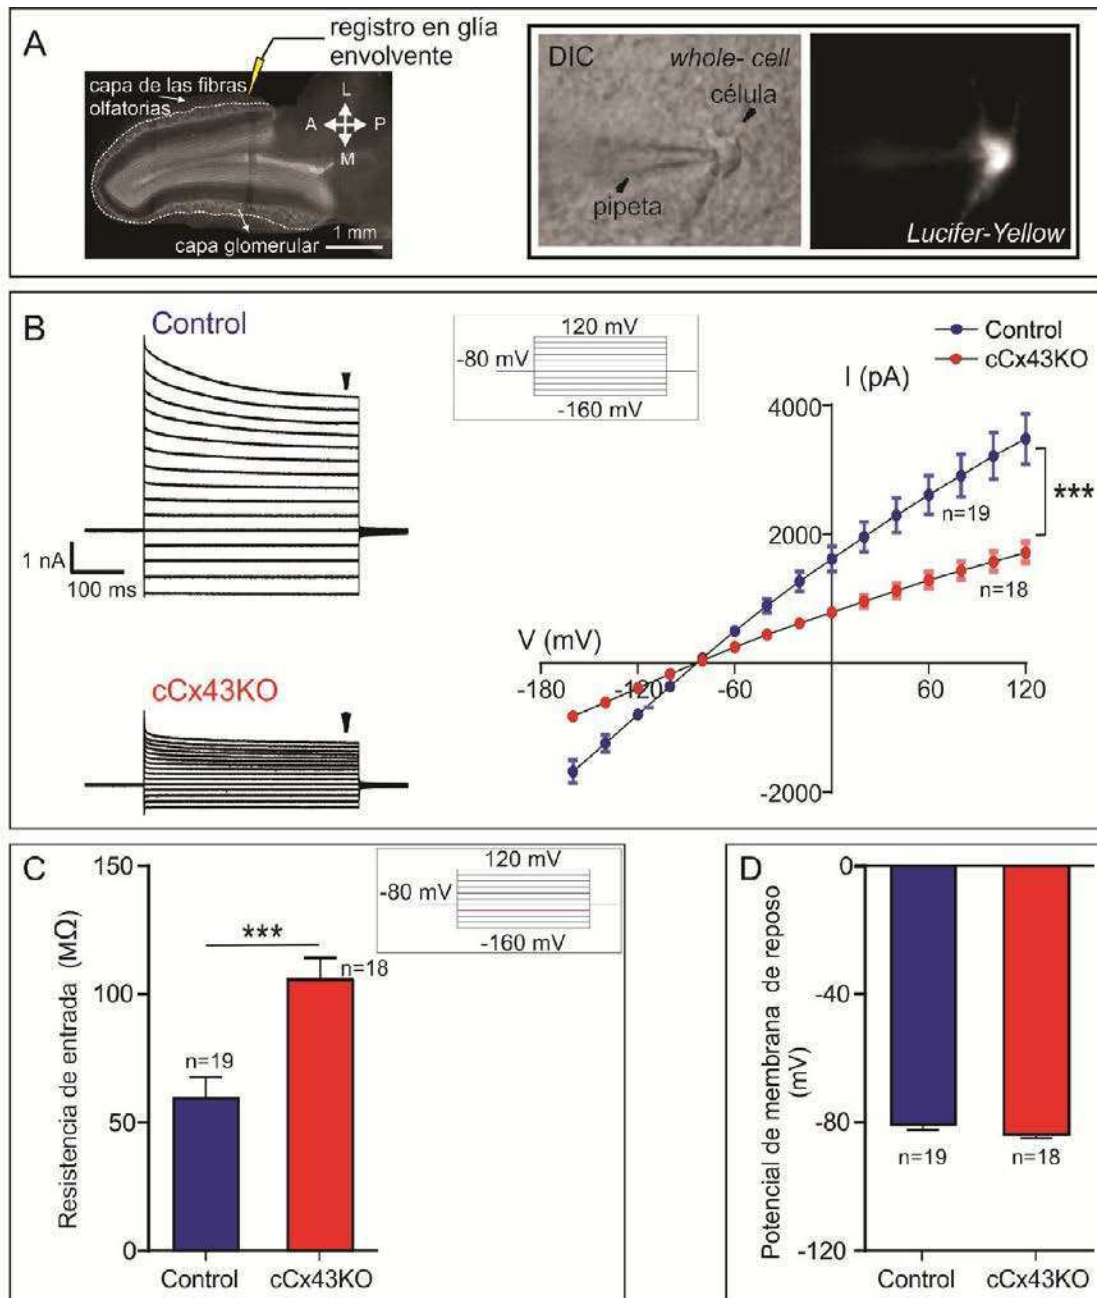 A
registro en glía
envolvente
capa de las fibras
olfatorias
L
A
P
M
capa glomerular
1 mm
DIC
whole- cell
célula
pipeta
Lucifer-Yellow
B
Control
1 nA
100 ms
cCx43KO
120 mV
-80 mV
-160 mV
Control
cCx43KO
I (pA)
4000
***
n=19
2000
n=18
V (mV)
-180
-120
-60
60
120
-2000
C
Resistencia de entrada (MΩ)
150
100
50
0
***
n=19
n=18
Control
cCx43KO
120 mV
-80 mV
-160 mV
D
Potencial de membrana de reposo
(mV)
0
-40
-80
-120
n=19
n=18
Control
cCx43KO